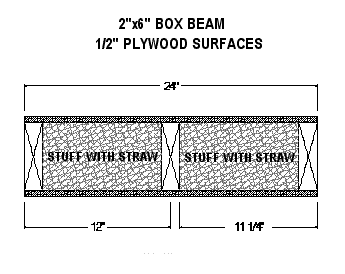 2"x6" BOX BEAM
1/2" PLYWOOD SURFACES
24"
STUFF WITH STRAW STUFF WITH STRAW
12" 11 1/4"